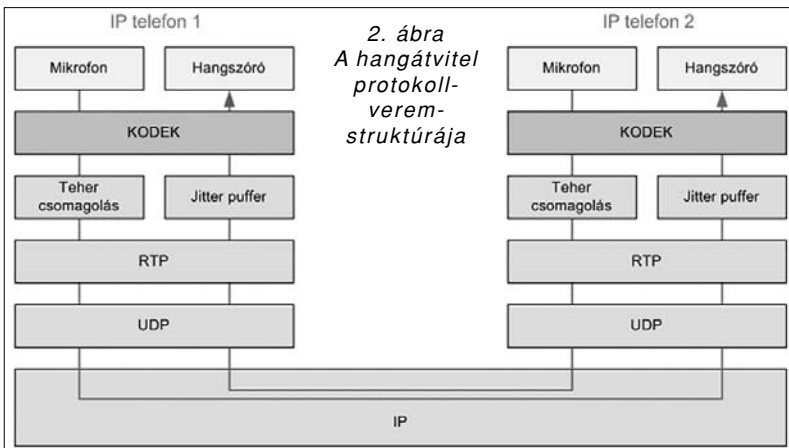 IP telefon 1
Mikrofon
Hangszóró
KODEK
Teher
csomagolás
Jitter puffer
RTP
UDP
2. ábra
A hangátvitel
protokoll-
verem-
struktúrája
IP telefon 2
Mikrofon
Hangszóró
KODEK
Teher
csomagolás
Jitter puffer
RTP
UDP
IP